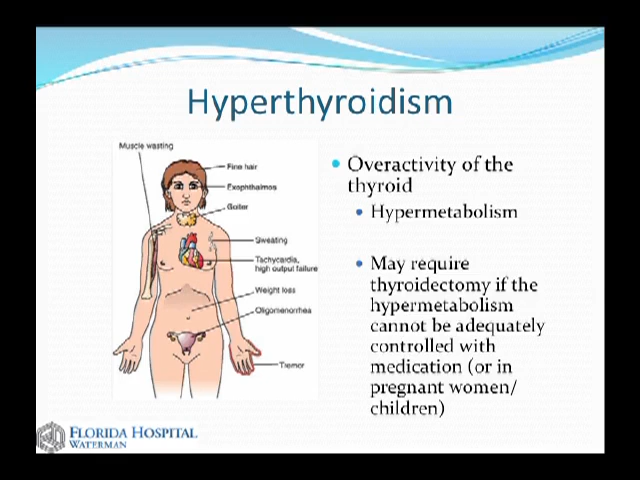 Hyperthyroidism
Muscle wasting
Fine hair
Exophthalmos
Goiter
Sweating
Tachycardia,
high output failure
Weight loss
Oligomenorrhea
Tremor
Overactivity of the
thyroid
Hypermetabolism
May require
thyroidectomy if the
hypermetabolism
cannot be adequately
controlled with
medication (or in
pregnant women/
children)
FLORIDA HOSPITAL
WATERMAN